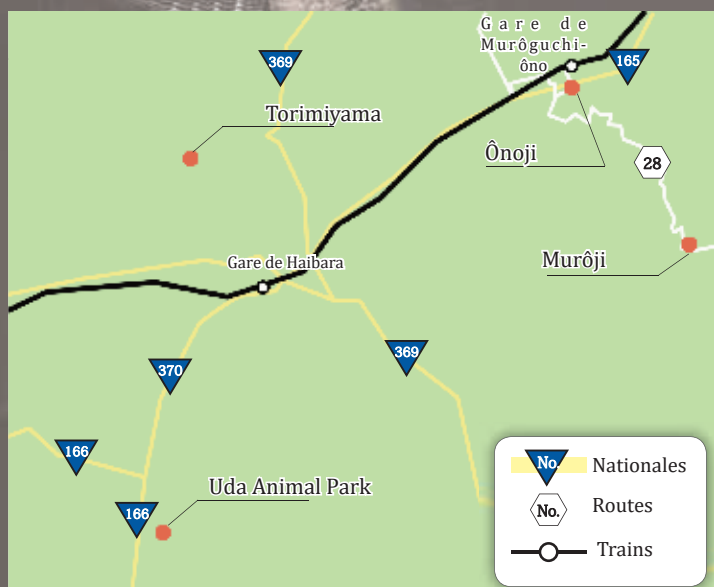 Gare de
Murôguchi-
ôno
369
165
Torimiyama
Ônoji
28
Murôji
Gare de Haibara
370
369
166
166
Uda Animal Park
No.
Nationales
No.
Routes
Trains